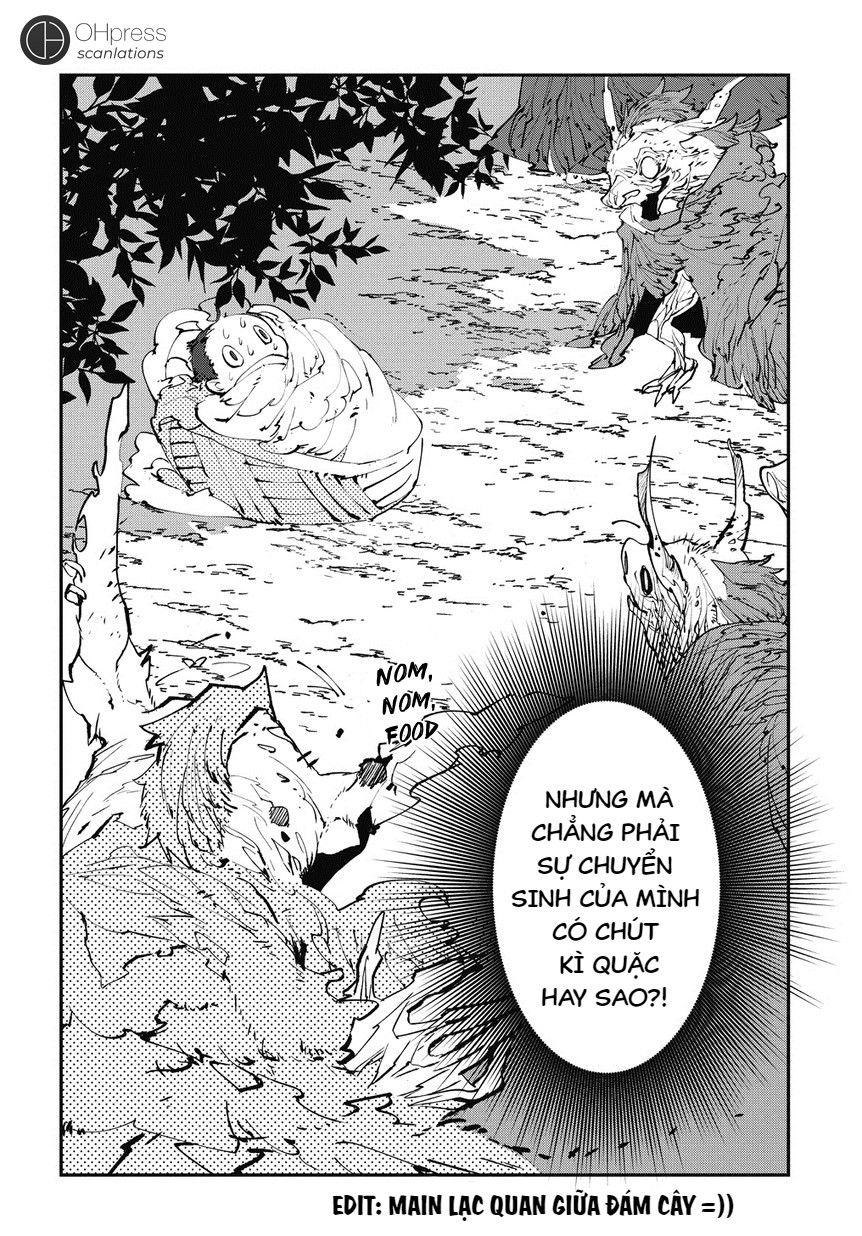 OHpress
scanlations
NOM,
NOM,
FOOD
NHƯNG MÀ
CHẲNG PHẢI
SỰ CHUYỂN
SINH CỦA MÌNH
CÓ CHÚT
KÌ QUẶC
HAY SAO?!
EDIT: MAIN LẠC QUAN GIỮA ĐÁM CÂY =))